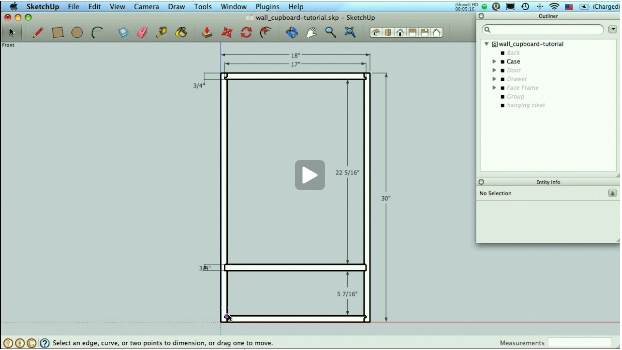 SketchUp File Edit View Camera Draw Tools Window Plugins Help
(Charged)
wall_cupboard-tutorial.skp - SketchUp
Outliner
Front
wall_cupboard-tutorial
Back
Case
Door
Drawer
Face Frame
Group
hanging cleat
18"
17"
3/4"
22 5/16"
30"
5 7/16"
Entity Info
No Selection
Select an edge, curve, or two points to dimension, or drag one to move.
Measurements